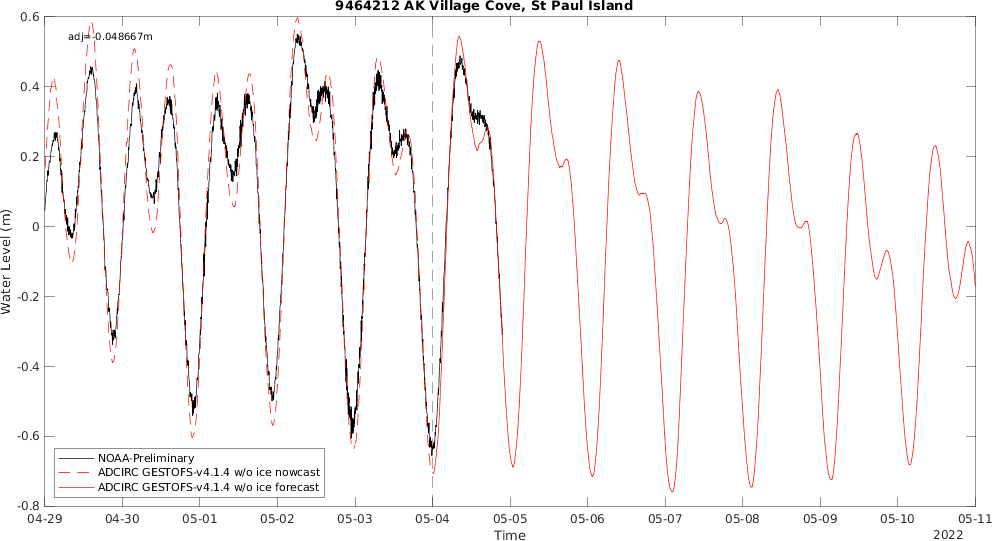 9464212 AK Village Cove, St Paul Island
adj=-0.048667m
0.6
0.4
0.2
0
-0.2
-0.4
-0.6
-0.8
Water Level (m)
NOAA-Preliminary
ADCIRC GESTOFS-v4.1.4 w/o ice nowcast
ADCIRC GESTOFS-v4.1.4 w/o ice forecast
04-29 04-30 05-01 05-02 05-03 05-04 05-05 05-06 05-07 05-08 05-09 05-10 05-11
Time
2022